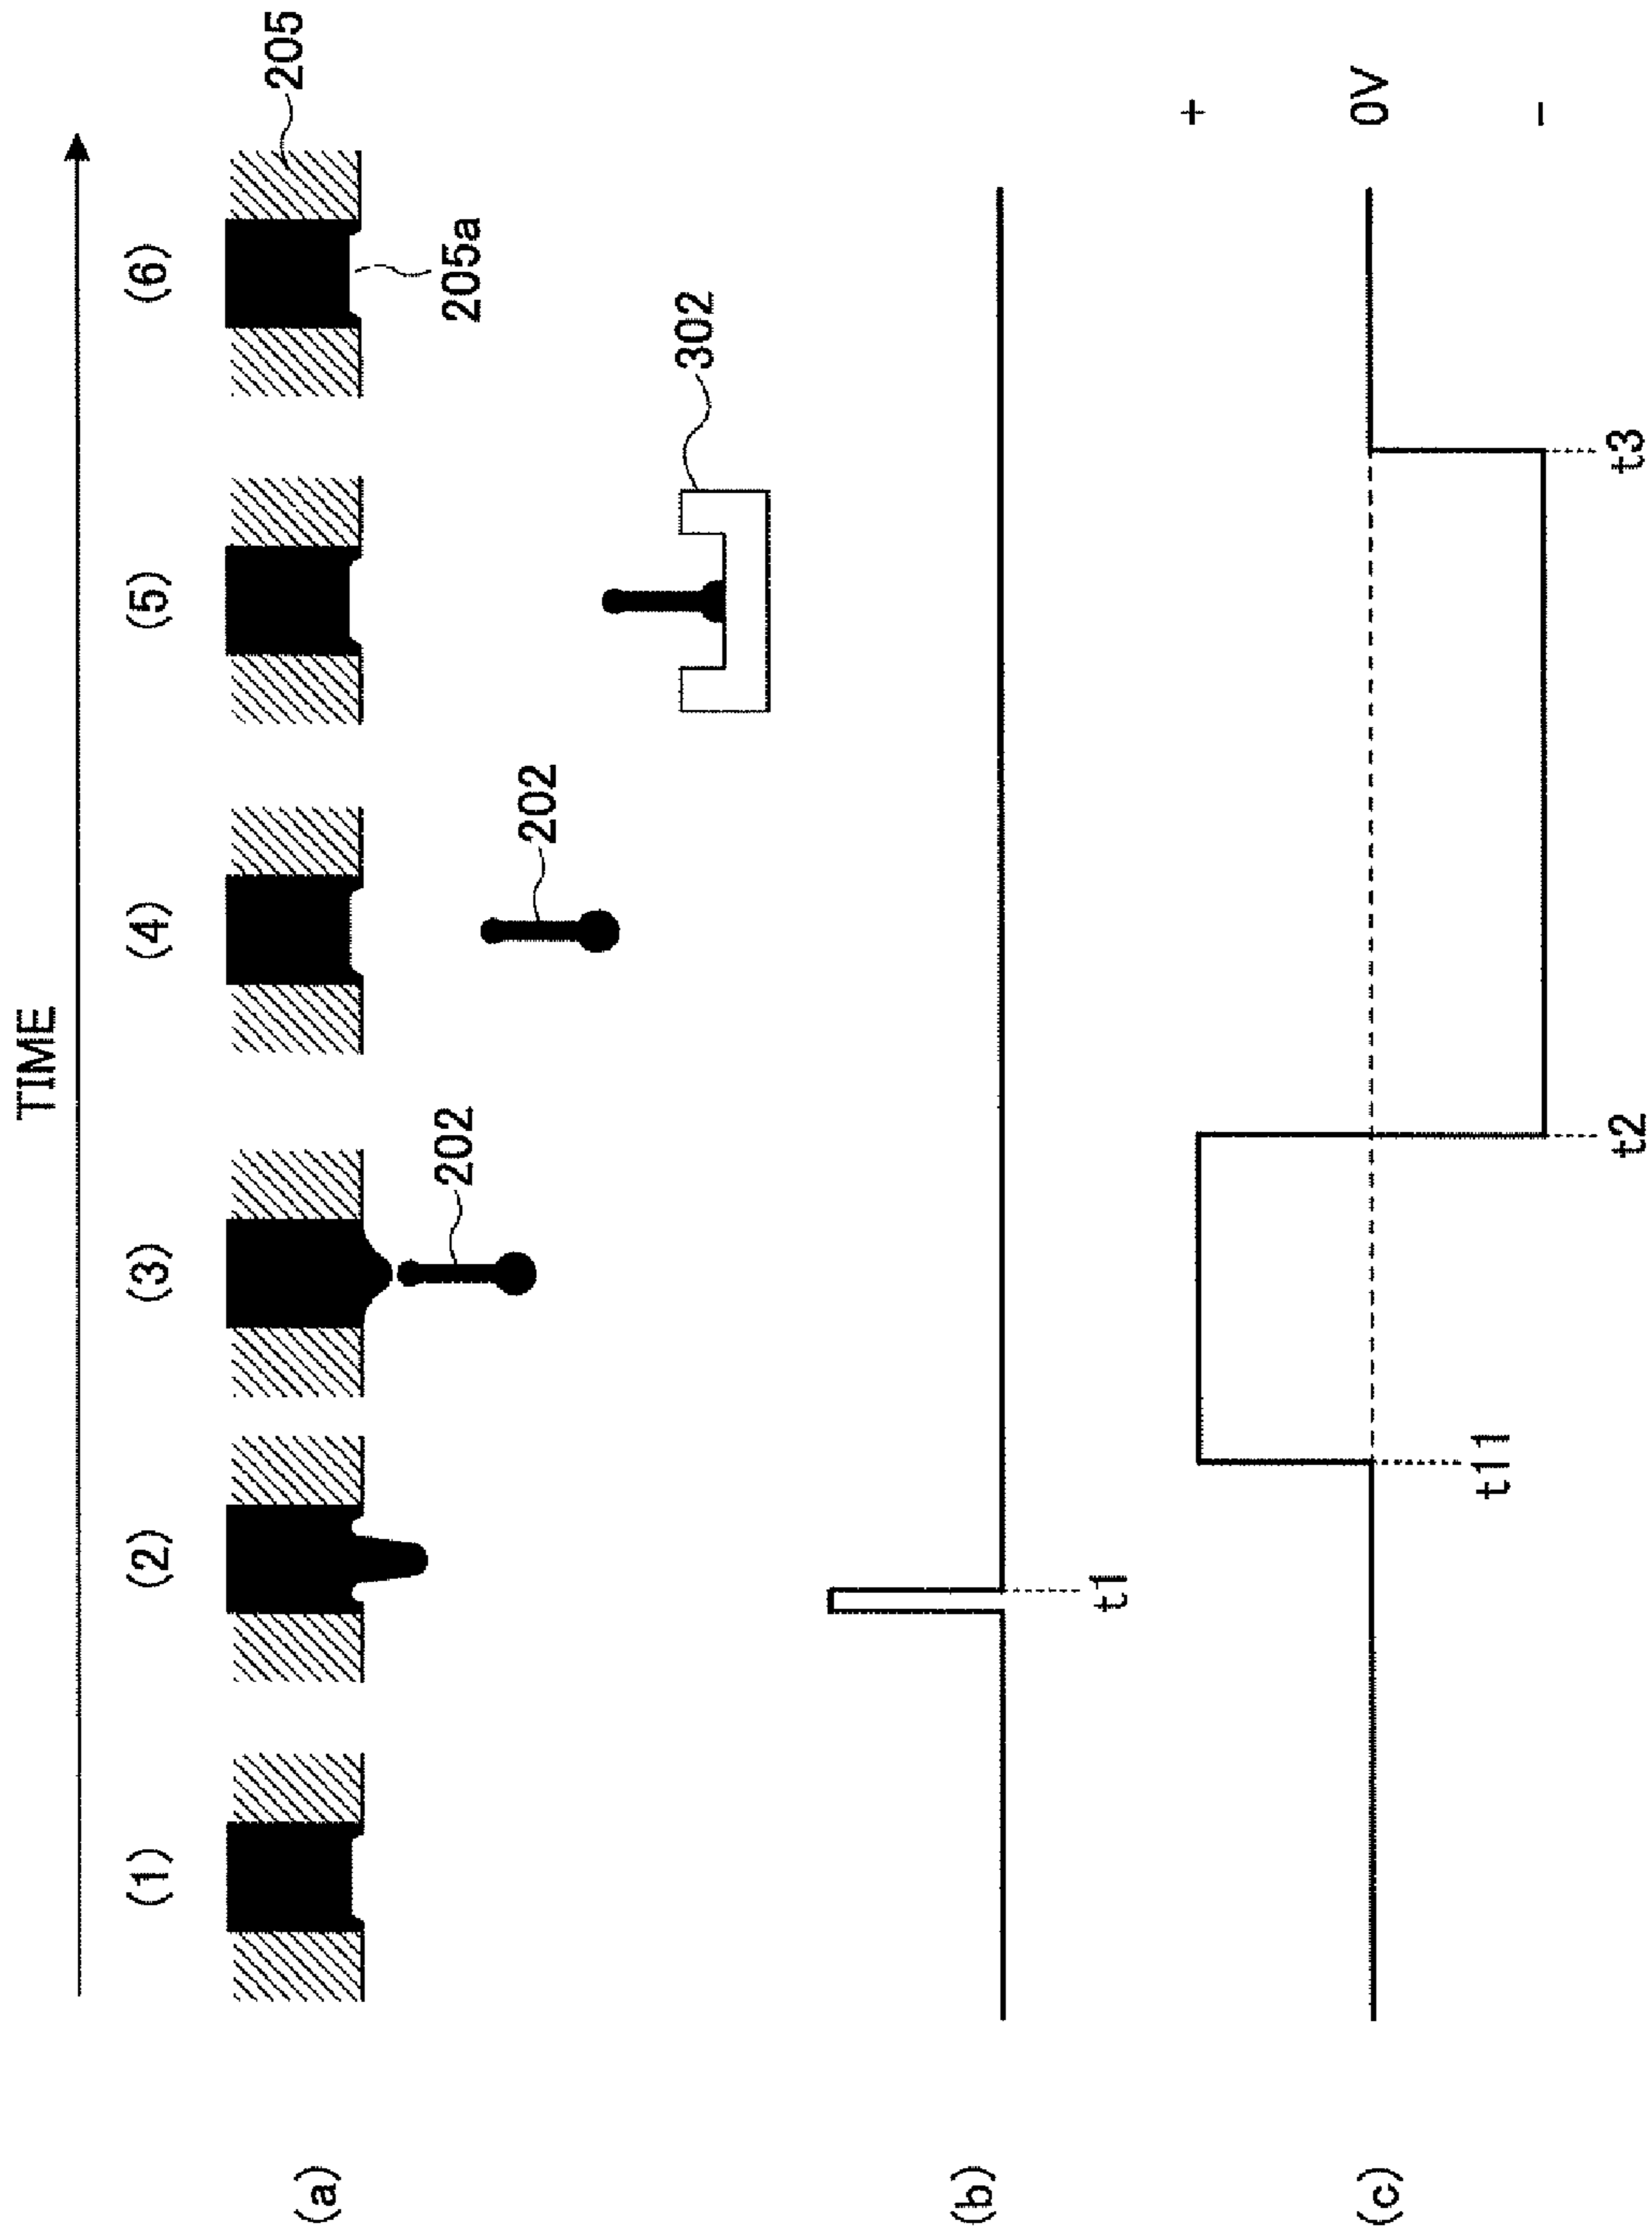 TIME
(1) (2) (3) (4) (5) (6)
(a)
205
205a
202
202
302
(b)
t1
(c)
+
0V
-
t11
t2
t3